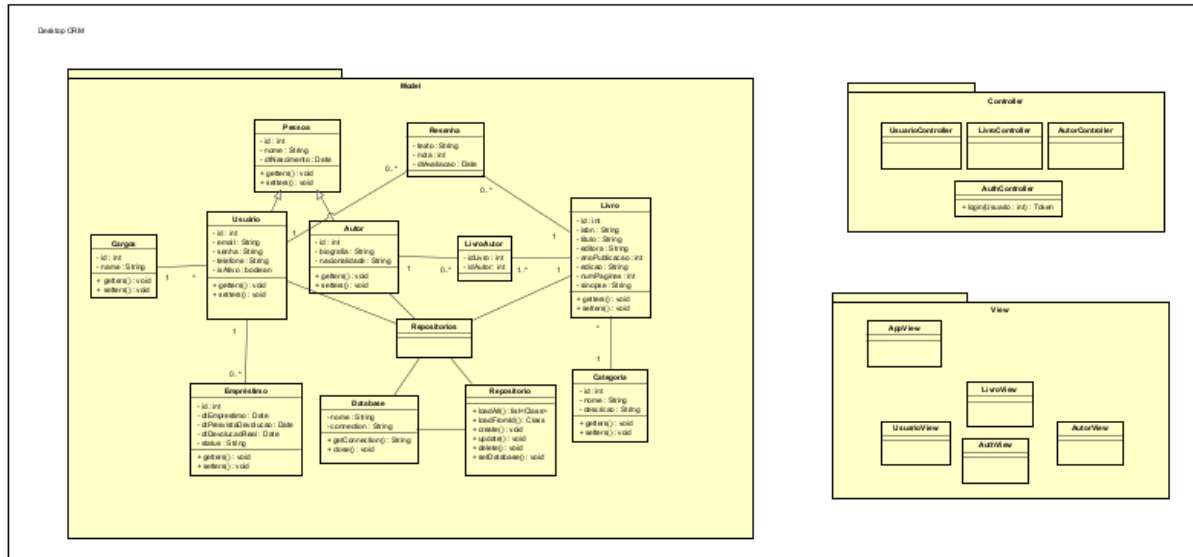 Desktop ORM
Model
Pessoa
- id : int
- nome : String
- dtNascimento : Date
+ getters() : void
+ setters() : void
Resenha
- texto : String
- nota : int
- dtAvaliacao : Date
0..*
0..*
1
1
Usuário
- id : int
- email : String
- senha : String
- telefone : String
- isAtivo : boolean
+ getters() : void
+ setters() : void
Autor
- id : int
- biografia : String
- nacionalidade : String
+ getters() : void
+ setters() : void
Cargos
- id : int
- name : String
+ getters() : void
+ setters() : void
1
*
LivroAutor
- idLivro : int
- idAutor : int
1
0..*
1..*
1
Livro
- id : int
- isbn : String
- titulo : String
- editora : String
- anoPublicacao : int
- edicao : String
- numPaginas : int
- sinopse : String
+ getters() : void
+ setters() : void
Repositorios
1
0..*
*
1
Empréstimo
- id : int
- dtEmprestimo : Date
- dtPrevistaDevolucao : Date
- dtDevolucaoReal : Date
- status : String
+ getters() : void
+ setters() : void
Database
- nome : String
- connection : String
+ getConnection() : String
+ close() : void
Repositorio
+ loadAll() : list<Class>
+ loadFromId() : Class
+ create() : void
+ update() : void
+ delete() : void
+ setDatabase() : void
Categoria
- id : int
- nome : String
- descricao : String
+ getters() : void
+ setters() : void
Controller
UsuarioController
LivroController
AutorController
AuthController
+ login(Usuario : int) : Token
View
AppView
LivroView
UsuarioView
AuthView
AutorView